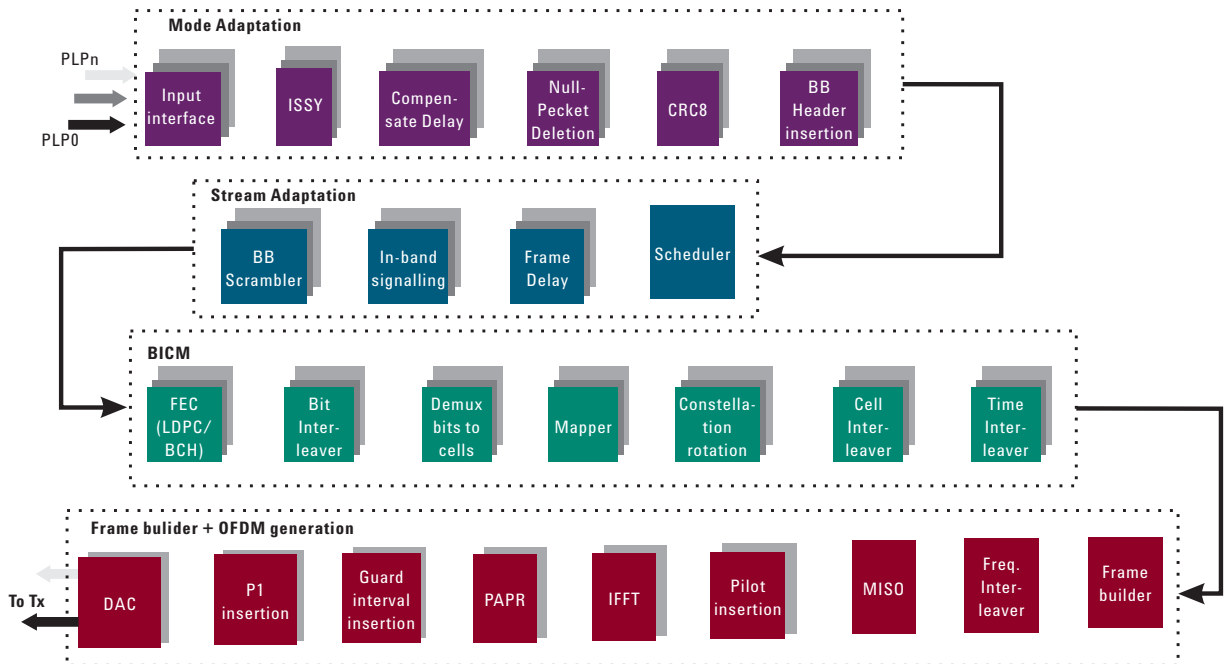 Mode Adaptation
PLPn
PLP0
Input
interface
ISSY
Compen-
sate Delay
Null-
Pecket
Deletion
CRC8
BB
Header
insertion
Stream Adaptation
BB
Scrambler
In-band
signalling
Frame
Delay
Scheduler
BICM
FEC
(LDPC/
BCH)
Bit
Inter-
leaver
Demux
bits to
cells
Mapper
Constella-
tion
rotation
Cell
Inter-
leaver
Time
Inter-
leaver
Frame bulider + OFDM generation
To Tx
DAC
P1
insertion
Guard
interval
insertion
PAPR
IFFT
Pilot
insertion
MISO
Freq.
Inter-
leaver
Frame
builder